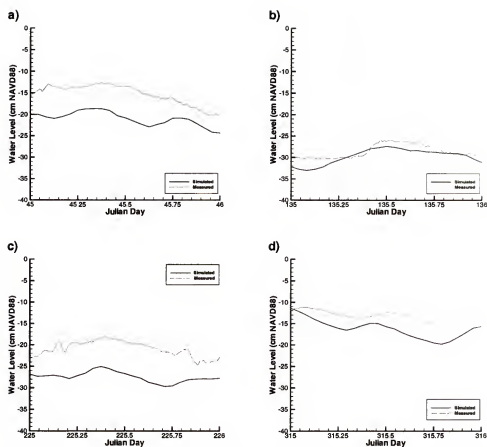 a)
Water Level (cm NAVD88)
0
-5
-10
-15
-20
-25
-30
-35
-40
45
45.25
45.5
45.75
46
Julian Day
Simulated
Measured
b)
Water Level (cm NAVD88)
0
-5
-10
-15
-20
-25
-30
-35
-40
135
135.25
135.5
135.75
136
Julian Day
Simulated
Measured
c)
Water Level (cm NAVD88)
0
-5
-10
-15
-20
-25
-30
-35
-40
225
225.25
225.5
225.75
226
Julian Day
Simulated
Measured
d)
Water Level (cm NAVD88)
0
-5
-10
-15
-20
-25
-30
-35
-40
315
315.25
315.5
315.75
316
Julian Day
Simulated
Measured